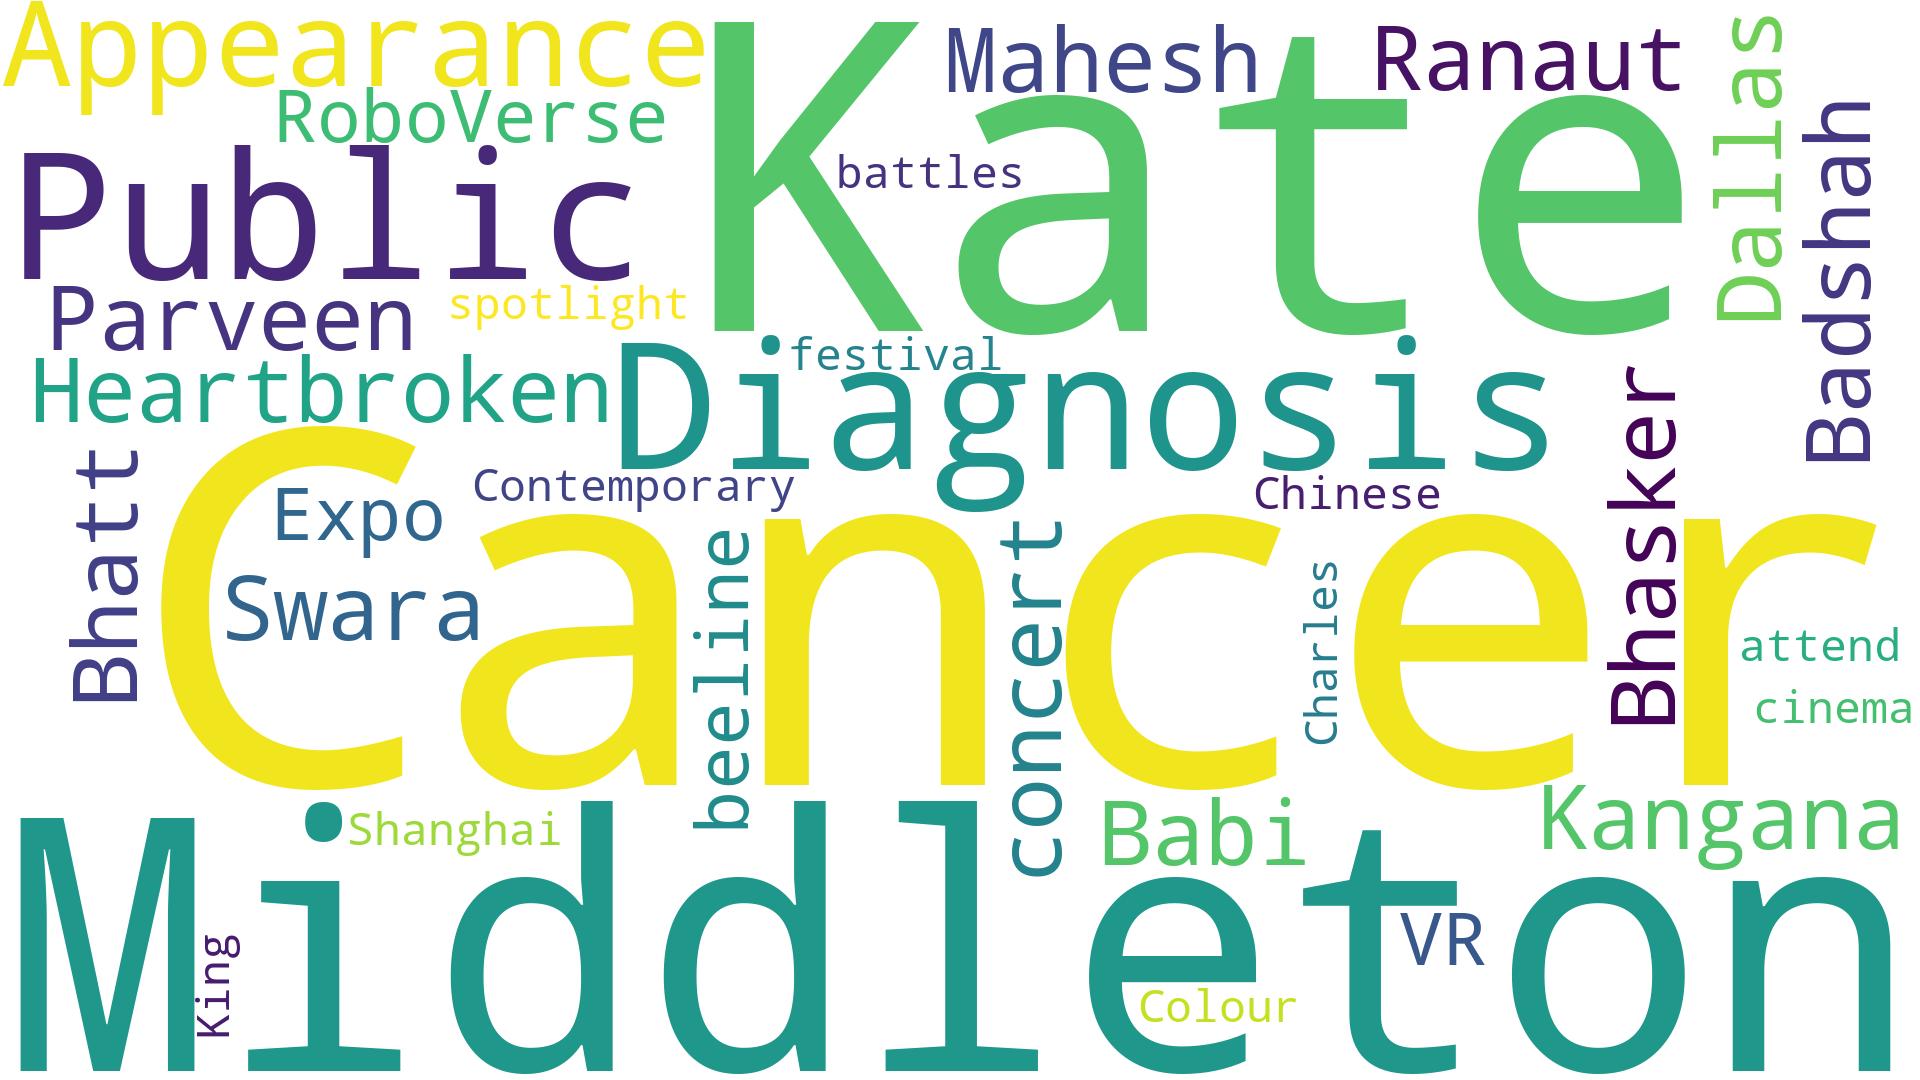 Appearance
Kate
Mahesh
Ranaut
Dallas
RoboVerse
Badshah
Public
battles
Parveen
spotlight
Diagnosis
festival
Heartbroken
Bhasker
Cancer
Bhatt
Contemporary
Chinese
Expo
beeline
concert
Charles
Swara
attend
cinema
Middleton
Shanghai
Babi
Kangana
VR
King
Colour